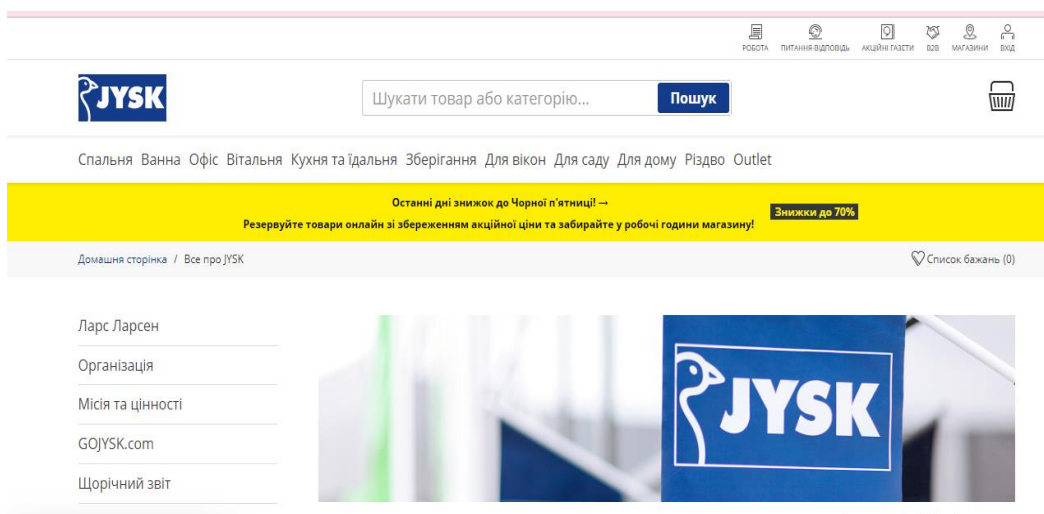 РОБОТА ПИТАННЯ-ВІДПОВІДЬ АКЦІЙНІ ГАЗЕТИ B2B МАГАЗИНИ ВХІД
JYSK
Шукати товар або категорію... Пошук
Спальня Ванна Офіс Вітальня Кухня та їдальня Зберігання Для вікон Для саду Для дому Різдво Outlet
Останні дні знижок до Чорної п'ятниці! →
Резервуйте товари онлайн зі збереженням акційної ціни та забирайте у робочі години магазину!
Знижки до 70%
Домашня сторінка / Все про JYSK
Список бажань (0)
Ларс Ларсен
Організація
Місія та цінності
GOJYSK.com
Щорічний звіт
JYSK